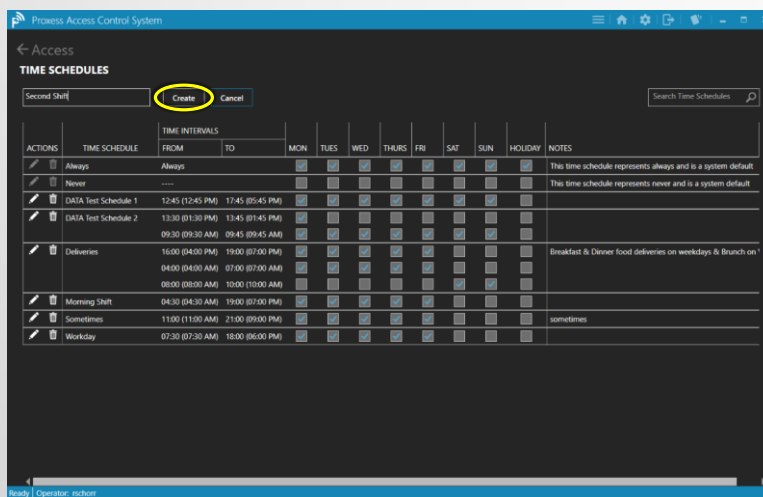 Proxess Access Control System
Access
TIME SCHEDULES
Second Shift Create Cancel Search Time Schedules
TIME INTERVALS
ACTIONS TIME SCHEDULE FROM TO MON TUES WED THURS FRI SAT SUN HOLIDAY NOTES
Always Always This time schedule represents always and is a system default
Never ----- This time schedule represents never and is a system default
DATA Test Schedule 1 12:45 (12:45 PM) 17:45 (05:45 PM)
DATA Test Schedule 2 13:30 (01:30 PM) 13:45 (01:45 PM)
09:30 (09:30 AM) 09:45 (09:45 AM)
Deliveries 16:00 (04:00 PM) 19:00 (07:00 PM) Breakfast & Dinner food deliveries on weekdays & Brunch on
04:00 (04:00 AM) 07:00 (07:00 AM)
08:00 (08:00 AM) 10:00 (10:00 AM)
Morning Shift 04:30 (04:30 AM) 19:00 (07:00 PM)
Sometimes 11:00 (11:00 AM) 21:00 (09:00 PM) sometimes
Workday 07:30 (07:30 AM) 18:00 (06:00 PM)
Ready Operator: rschorr